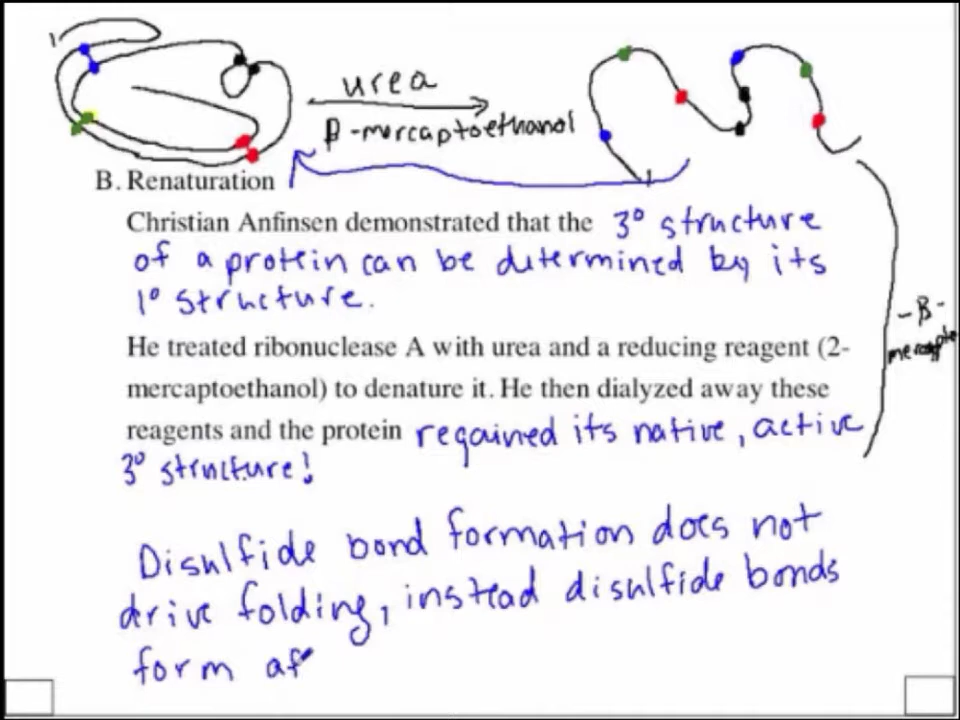 urea
β-mercaptoethanol
B. Renaturation
Christian Anfinsen demonstrated that the 3° structure
of a protein can be determined by its
1° structure.
He treated ribonuclease A with urea and a reducing reagent (2-
mercaptoethanol) to denature it. He then dialyzed away these
reagents and the protein regained its native, active
3° structure!
-β-
mercapto
Disulfide bond formation does not
drive folding, instead disulfide bonds
form af